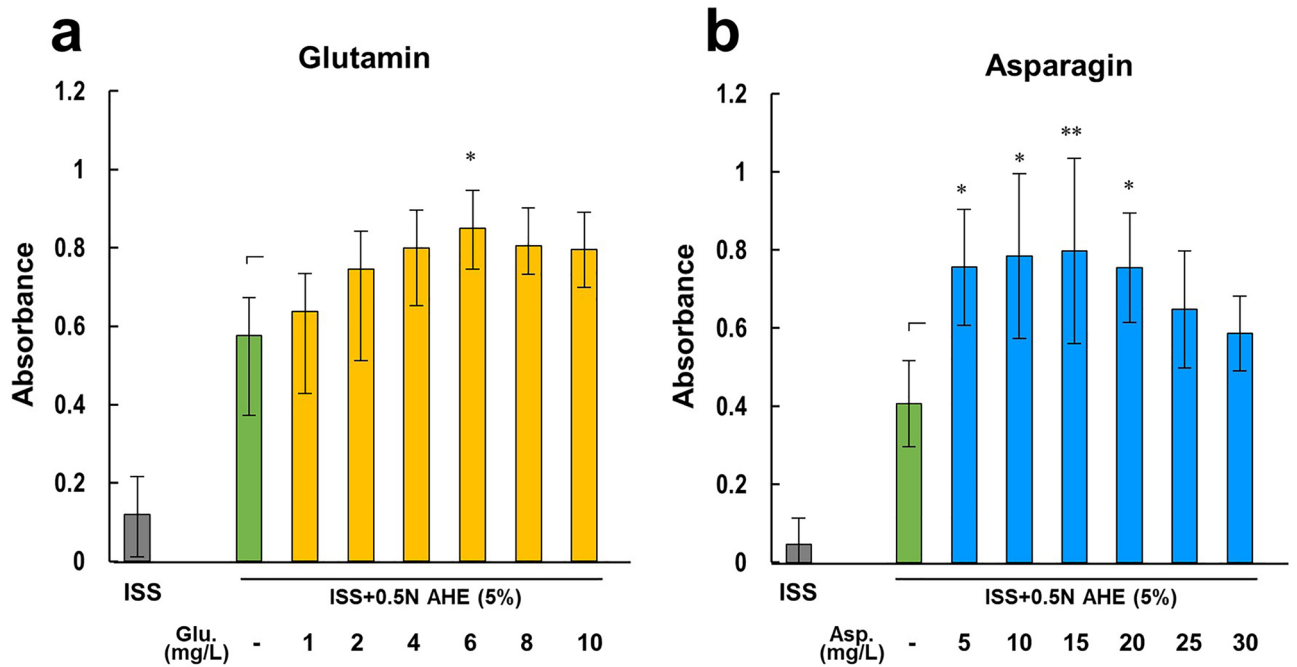 a
Glutamin
Absorbance
1.2
1
0.8
0.6
0.4
0.2
0
*
ISS
ISS+0.5N AHE (5%)
Glu.
(mg/L)
- 1 2 4 6 8 10
b
Asparagin
Absorbance
1.2
1
0.8
0.6
0.4
0.2
0
* * ** *
ISS
ISS+0.5N AHE (5%)
Asp.
(mg/L)
- 5 10 15 20 25 30